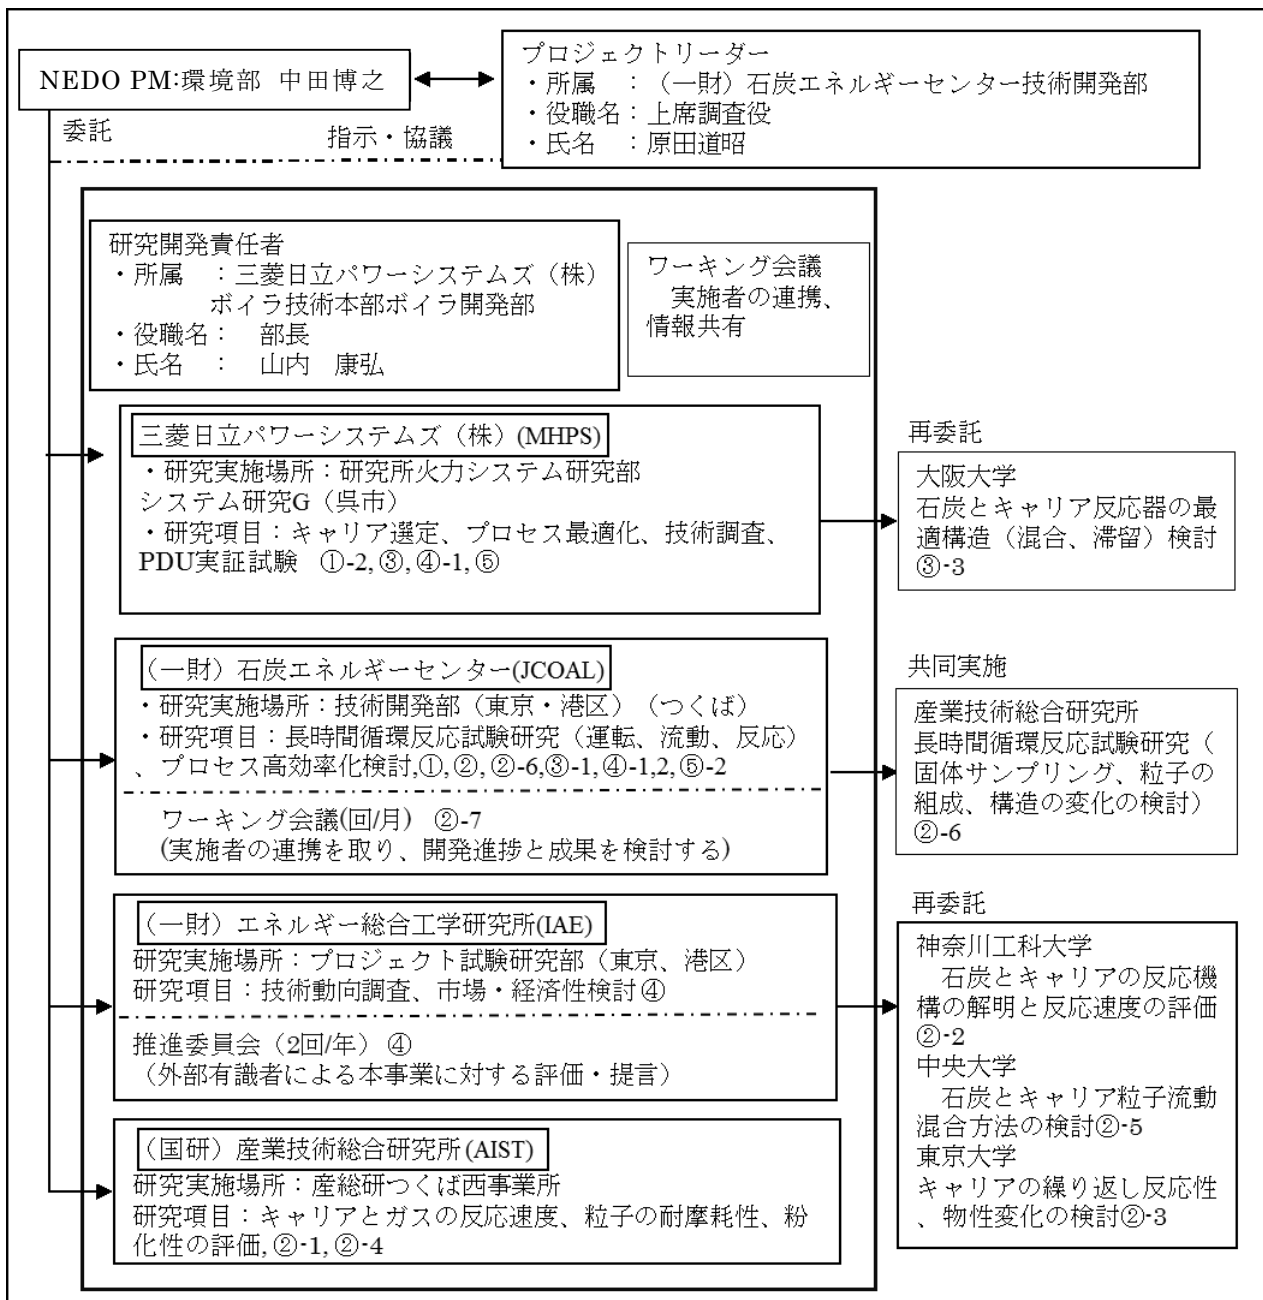 NEDO PM:環境部 中田博之
プロジェクトリーダー
・所属 ：（一財）石炭エネルギーセンター技術開発部
・役職名：上席調査役
・氏名 ：原田道昭
委託
指示・協議
研究開発責任者
・所属 ：三菱日立パワーシステムズ（株）
ボイラ技術本部ボイラ開発部
・役職名： 部長
・氏名 ： 山内 康弘
ワーキング会議
実施者の連携、
情報共有
三菱日立パワーシステムズ（株）(MHPS)
・研究実施場所：研究所火力システム研究部
システム研究G（呉市）
・研究項目：キャリア選定、プロセス最適化、技術調査、
PDU実証試験 ①-2, ③, ④-1, ⑤
再委託
大阪大学
石炭とキャリア反応器の最
適構造（混合、滞留）検討
③-3
（一財）石炭エネルギーセンター(JCOAL)
・研究実施場所：技術開発部（東京・港区）（つくば）
・研究項目：長時間循環反応試験研究（運転、流動、反応）
、プロセス高効率化検討,①, ②, ②-6,③-1, ④-1,2, ⑤-2
ワーキング会議(回/月) ②-7
(実施者の連携を取り、開発進捗と成果を検討する)
共同実施
産業技術総合研究所
長時間循環反応試験研究（
固体サンプリング、粒子の
組成、構造の変化の検討）
②-6
（一財）エネルギー総合工学研究所(IAE)
研究実施場所：プロジェクト試験研究部（東京、港区）
研究項目：技術動向調査、市場・経済性検討④
推進委員会（2回/年）④
（外部有識者による本事業に対する評価・提言）
再委託
神奈川工科大学
石炭とキャリアの反応機
構の解明と反応速度の評価
②-2
中央大学
石炭とキャリア粒子流動
混合方法の検討②-5
東京大学
キャリアの繰り返し反応性
、物性変化の検討②-3
（国研）産業技術総合研究所(AIST)
研究実施場所：産総研つくば西事業所
研究項目：キャリアとガスの反応速度、粒子の耐摩耗性、粉
化性の評価, ②-1, ②-4